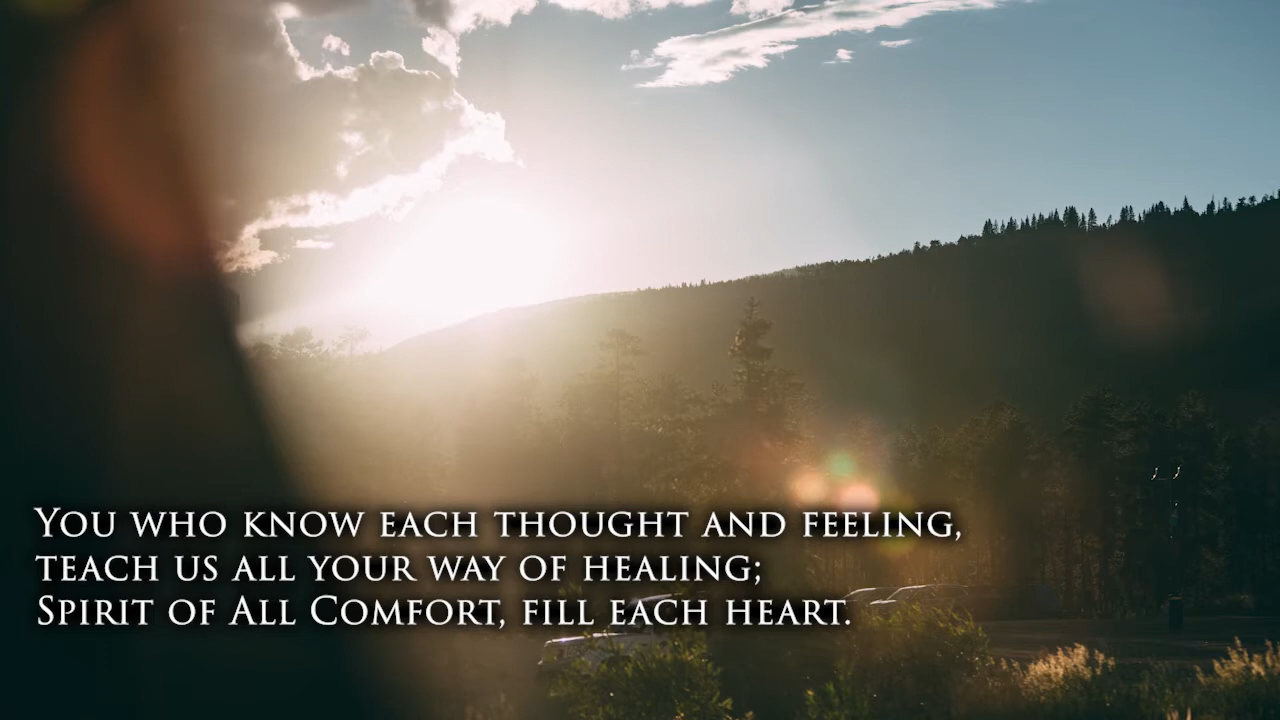 You who know each thought and feeling,
teach us all your way of healing;
Spirit of All Comfort, fill each heart.